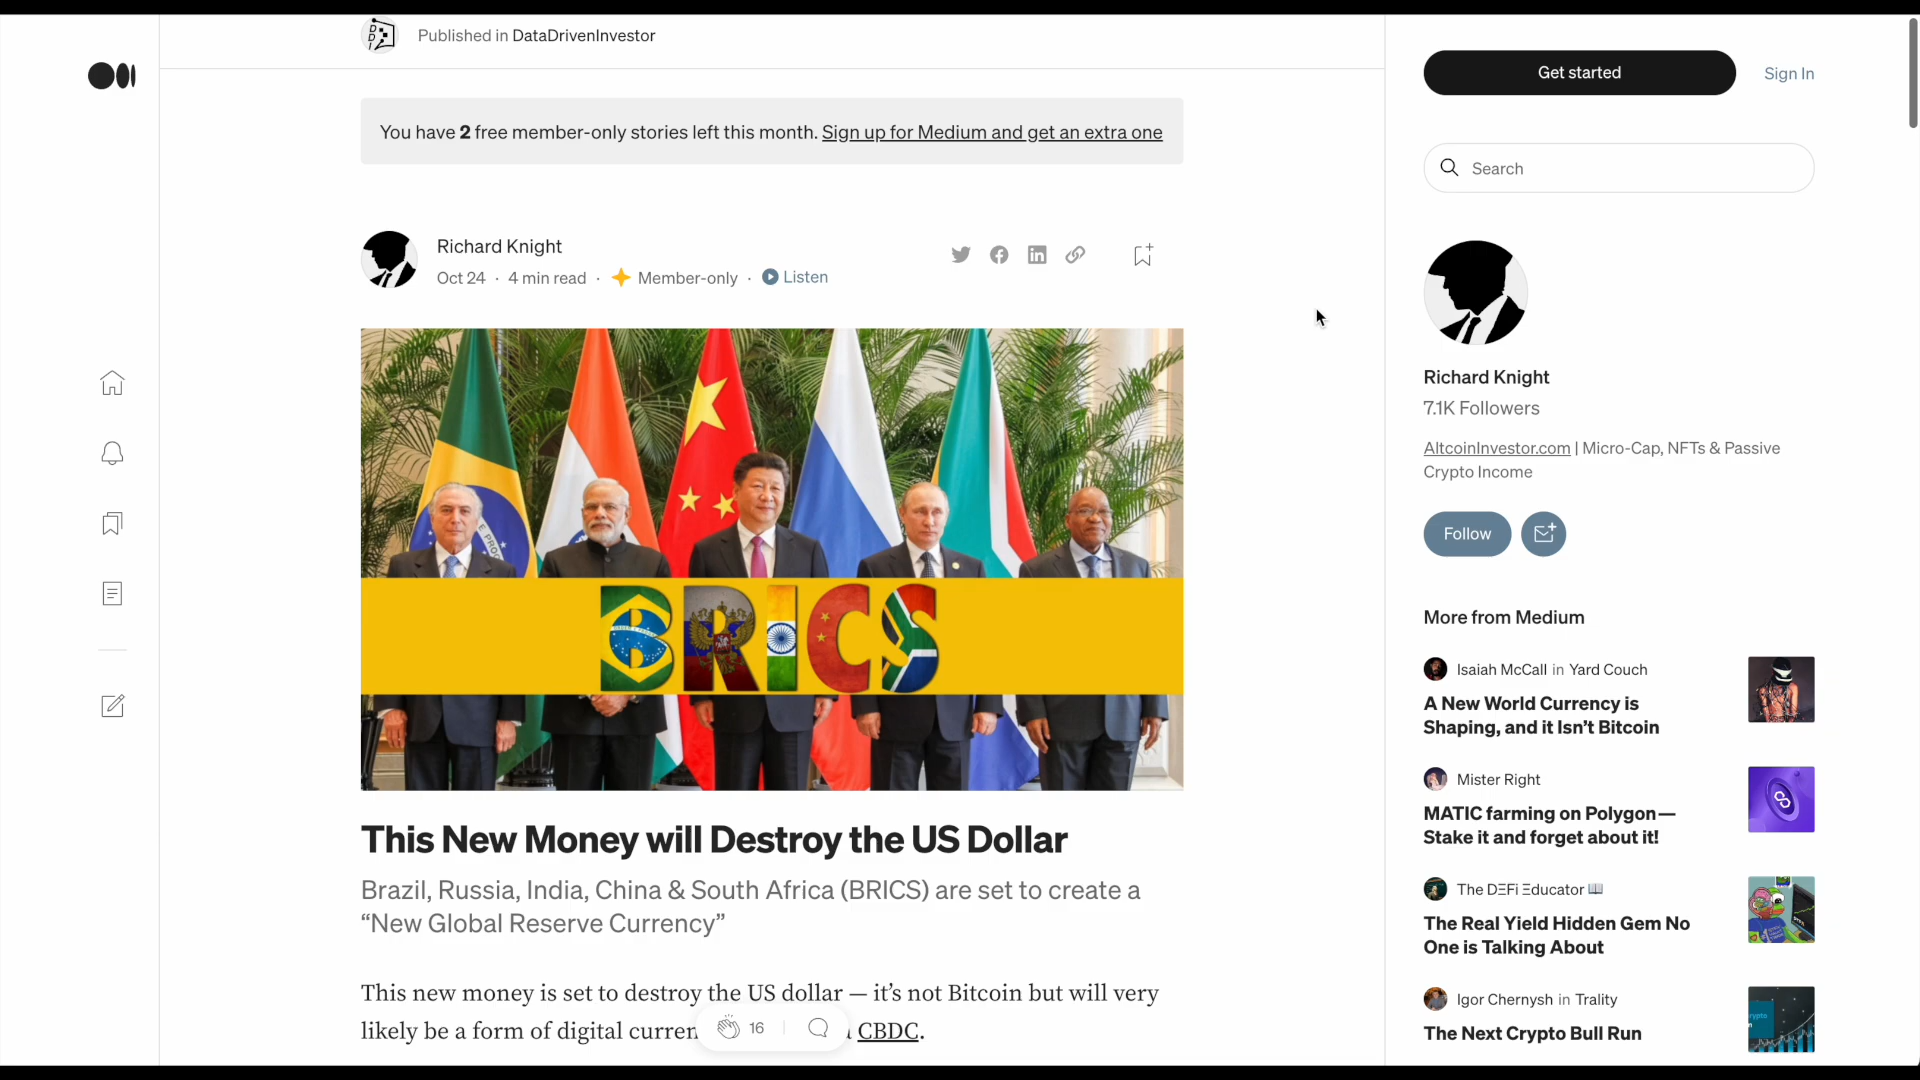 Published in DataDrivenInvestor
You have 2 free member-only stories left this month. Sign up for Medium and get an extra one
Richard Knight
Oct 24 · 4 min read · Member-only · Listen
BRICS
This New Money will Destroy the US Dollar
Brazil, Russia, India, China & South Africa (BRICS) are set to create a
“New Global Reserve Currency”
This new money is set to destroy the US dollar — it’s not Bitcoin but will very
likely be a form of digital curren
CBDC.
16
Get started
Sign In
Search
Richard Knight
7.1K Followers
AltcoinInvestor.com | Micro-Cap, NFTs & Passive
Crypto Income
Follow
More from Medium
Isaiah McCall in Yard Couch
A New World Currency is
Shaping, and it Isn’t Bitcoin
Mister Right
MATIC farming on Polygon—
Stake it and forget about it!
The DΞFi Ξducator 📖
The Real Yield Hidden Gem No
One is Talking About
Igor Chernysh in Trality
The Next Crypto Bull Run